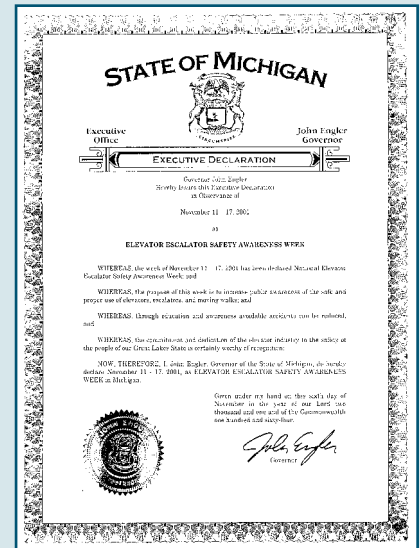 STATE OF MICHIGAN
Executive
Office
John Engler
Governor
EXECUTIVE DECLARATION
Governor John Engler
Hereby Issues this Executive Declaration
in Observance of
November 11 - 17, 2001
as
ELEVATOR ESCALATOR SAFETY AWARENESS WEEK
WHEREAS, the week of November 11 - 17, 2001 has been declared National Elevator
Escalator Safety Awareness Week; and
WHEREAS, the purpose of this week is to increase public awareness of the safe and
proper use of elevators, escalators, and moving walks; and
WHEREAS, through education and awareness avoidable accidents can be reduced,
and
WHEREAS, the commitment and dedication of the elevator industry to the safety of
the people of our Great Lakes State is certainly worthy of recognition;
NOW, THEREFORE, I, John Engler, Governor of the State of Michigan, do hereby
declare November 11 - 17, 2001, as ELEVATOR ESCALATOR SAFETY AWARENESS
WEEK in Michigan.
Given under my hand on this sixth day of
November in the year of our Lord two
thousand and one and of the Commonwealth
one hundred and sixty-four.
John Engler
Governor